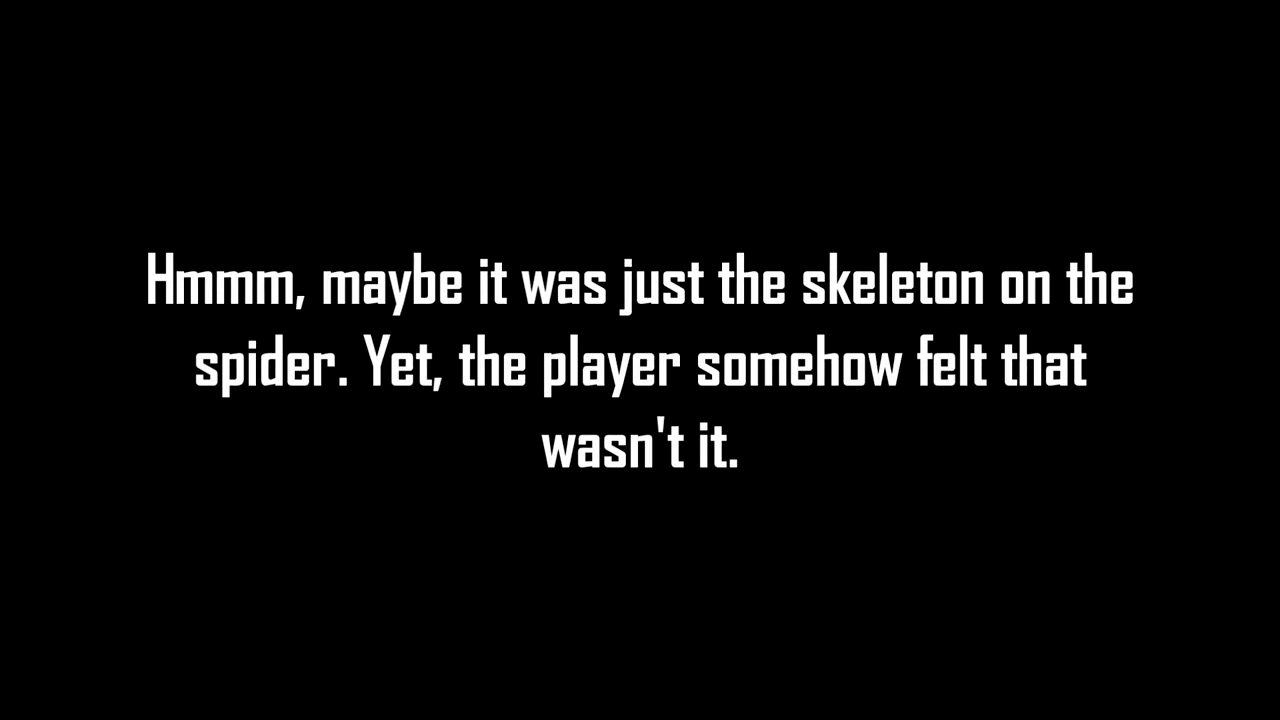 Hmmm, maybe it was just the skeleton on the
spider. Yet, the player somehow felt that
wasn't it.